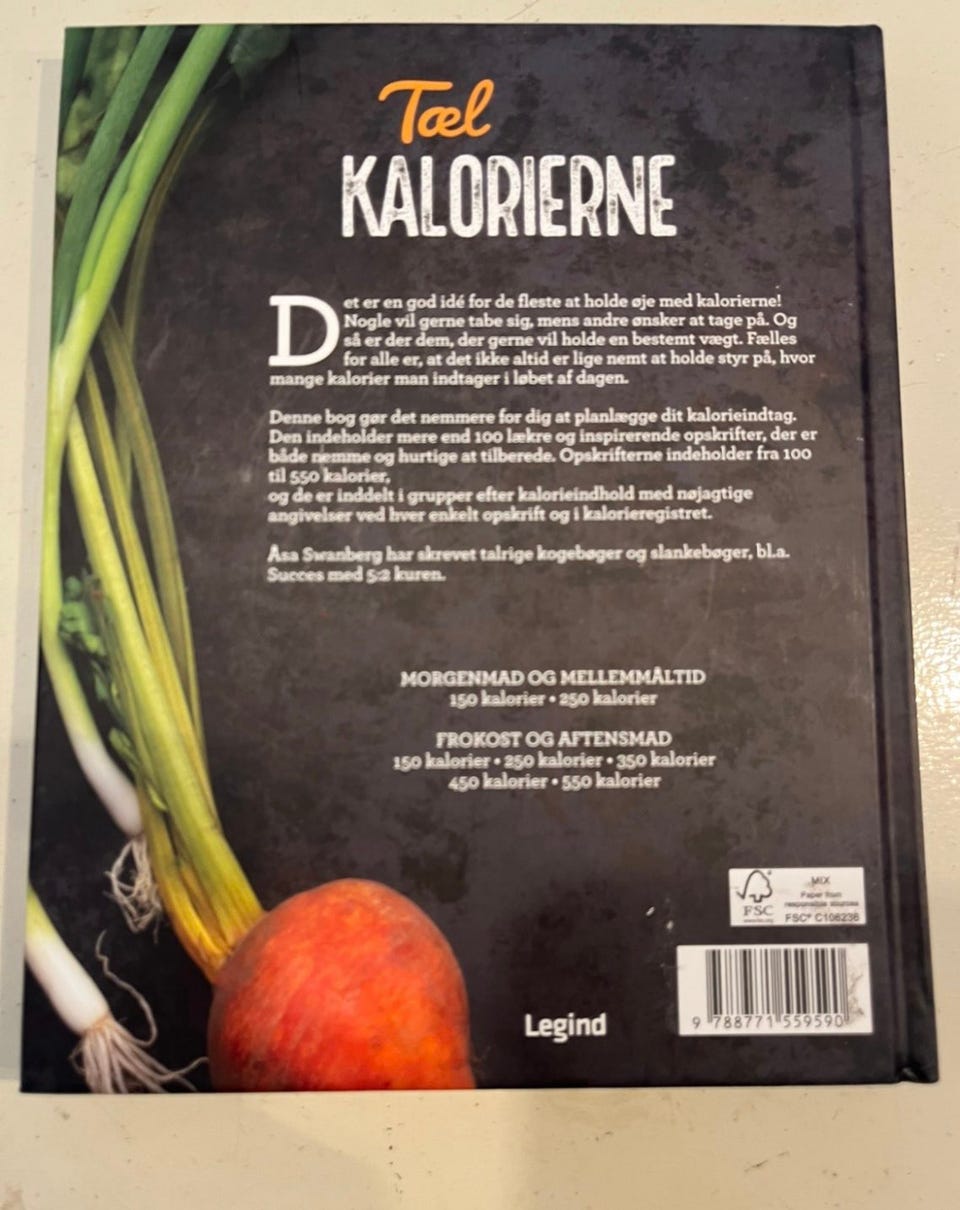 Tæl
KALORIERNE
Det er en god idé for de fleste at holde øje med kalorierne!
Nogle vil gerne tabe sig, mens andre ønsker at tage på. Og
så er der dem, der gerne vil holde en bestemt vægt. Fælles
for alle er, at det ikke altid er lige nemt at holde styr på, hvor
mange kalorier man indtager i løbet af dagen.
Denne bog gør det nemmere for dig at planlægge dit kalorieindtag.
Den indeholder mere end 100 lækre og inspirerende opskrifter, der er
både nemme og hurtige at tilberede. Opskrifterne indeholder fra 100
til 550 kalorier,
og de er inddelt i grupper efter kalorieindhold med nøjagtige
angivelser ved hver enkelt opskrift og i kalorieregistret.
Åsa Swanberg har skrevet talrige kogebøger og slankebøger, bl.a.
Succes med 5:2 kuren.
MORGENMAD OG MELLEMMÅLTID
150 kalorier • 250 kalorier
FROKOST OG AFTENSMAD
150 kalorier • 250 kalorier • 350 kalorier
450 kalorier • 550 kalorier
MIX
Paper from
responsible sources
FSC® C106236
FSC
Legind
9 788771 559590